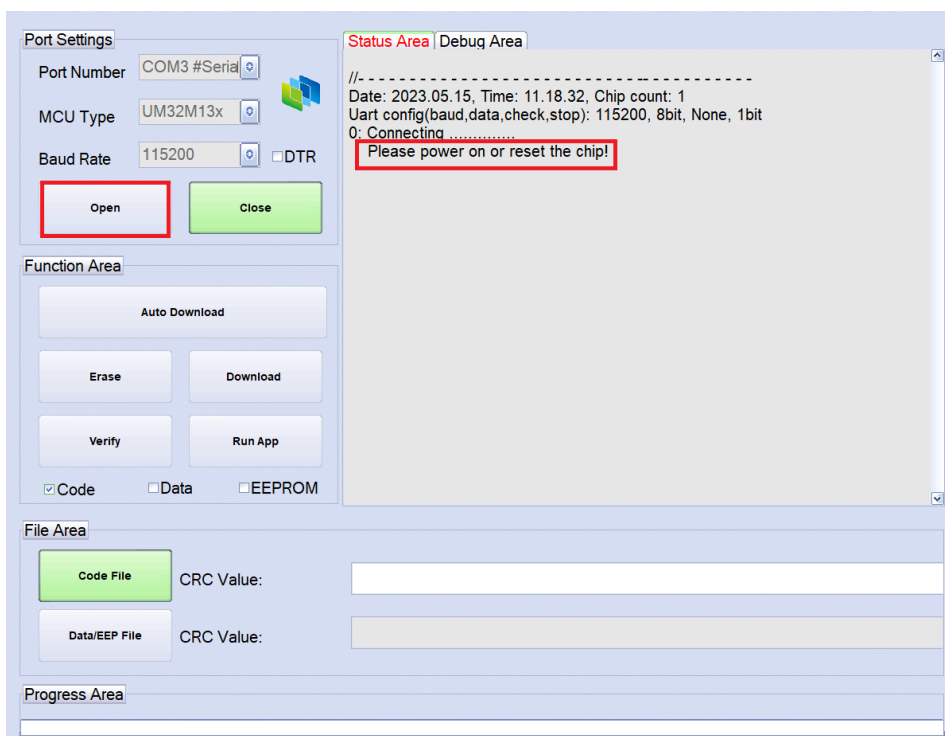 Port Settings
Port Number COM3 #Serial
MCU Type UM32M13x
Baud Rate 115200 DTR
Open Close
Function Area
Auto Download
Erase Download
Verify Run App
Code Data EEPROM
Status Area Debug Area
//- - - - - - - - - - - - - - - - - - - - - - - - - - - - - - - - - - - - - - -
Date: 2023.05.15, Time: 11.18.32, Chip count: 1
Uart config(baud,data,check,stop): 115200, 8bit, None, 1bit
0: Connecting ..............
Please power on or reset the chip!
File Area
Code File CRC Value:
Data/EEP File CRC Value:
Progress Area